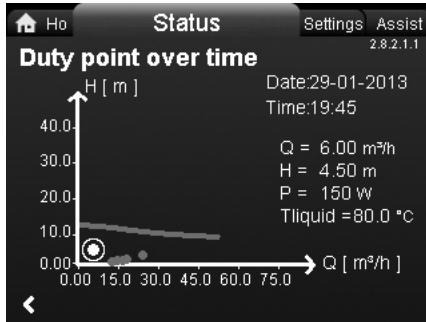 Ho Status Settings Assist
2.8.2.1.1
Duty point over time
H [ m ]
Date:29-01-2013
Time:19:45
40.0
30.0
20.0
10.0
0.00
Q = 6.00 m³/h
H = 4.50 m
P = 150 W
Tliquid =80.0 °C
Q [ m³/h ]
0.00 15.0 30.0 45.0 60.0 75.0